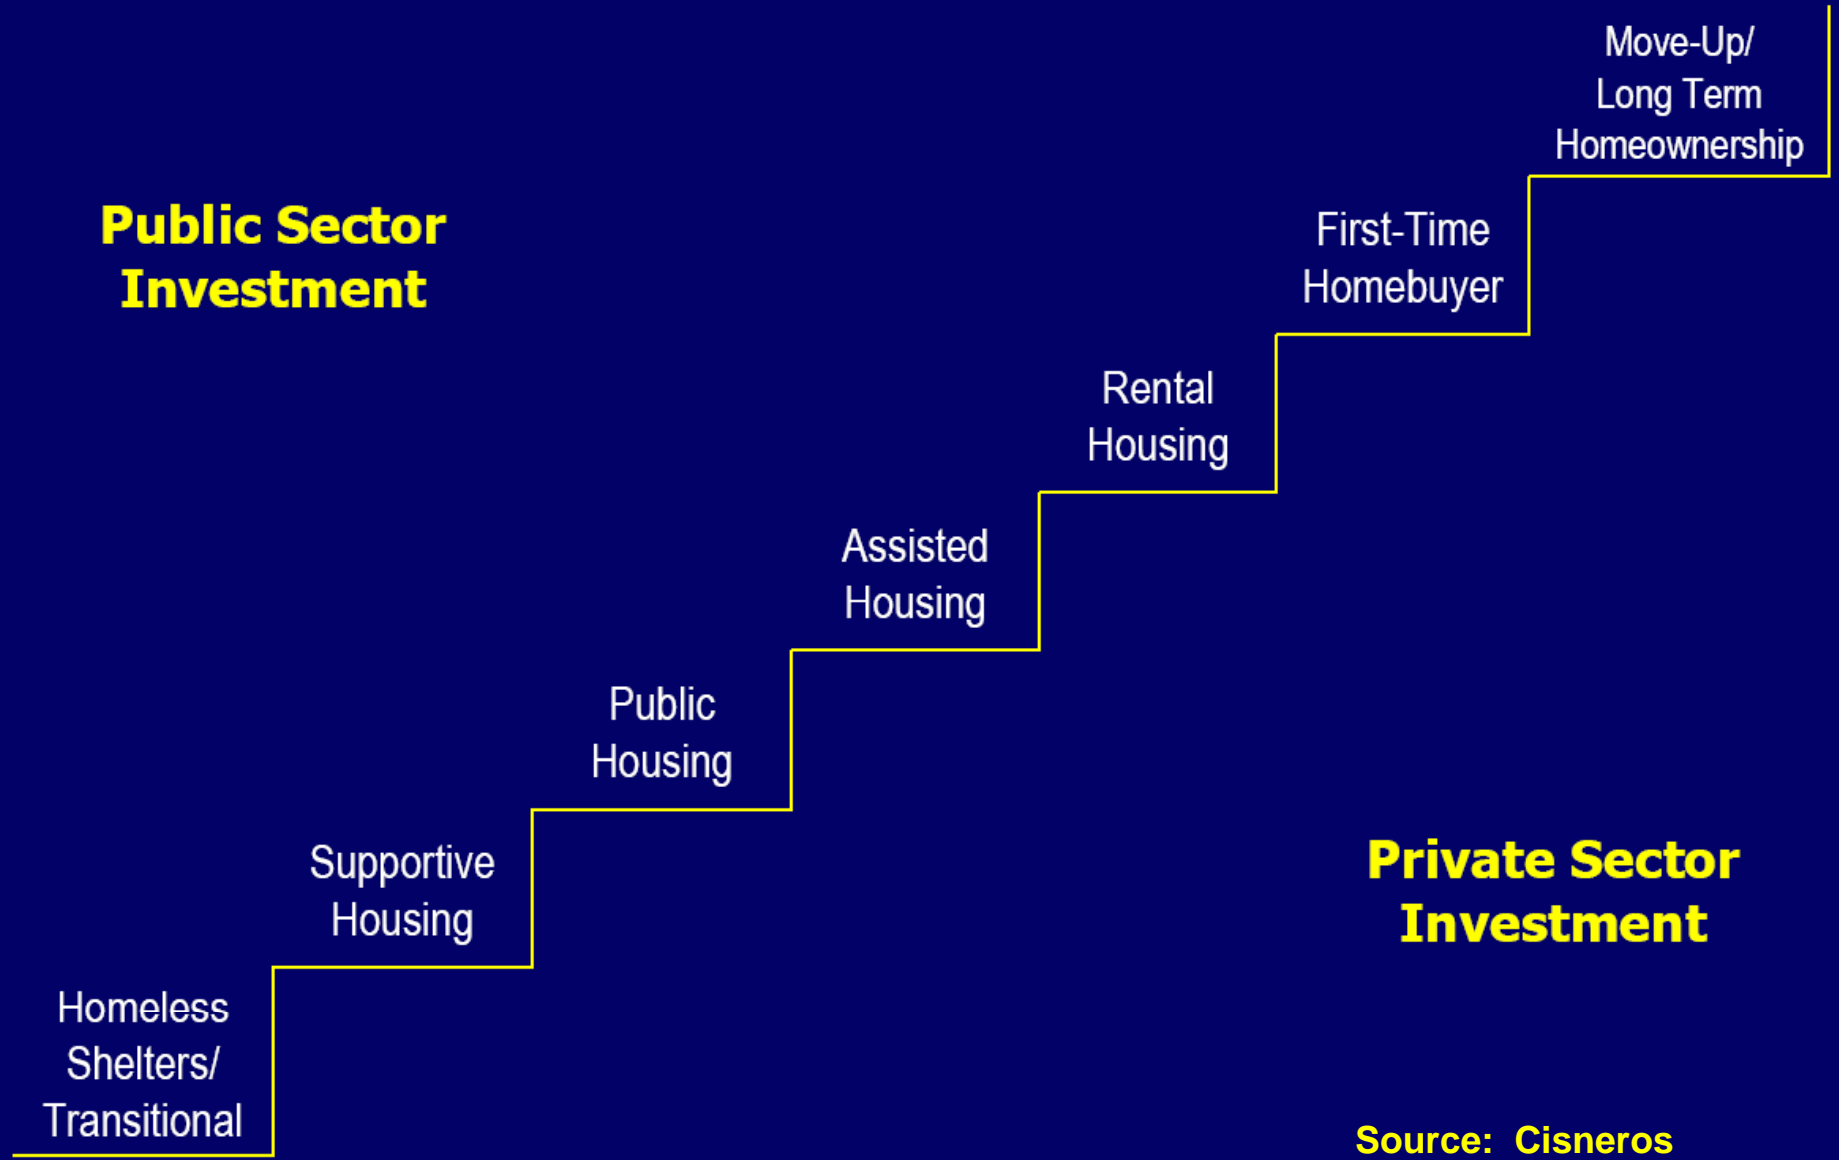 Move-Up/
Long Term
Homeownership
Public Sector
Investment
First-Time
Homebuyer
Rental
Housing
Assisted
Housing
Public
Housing
Supportive
Housing
Private Sector
Investment
Homeless
Shelters/
Transitional
Source: Cisneros